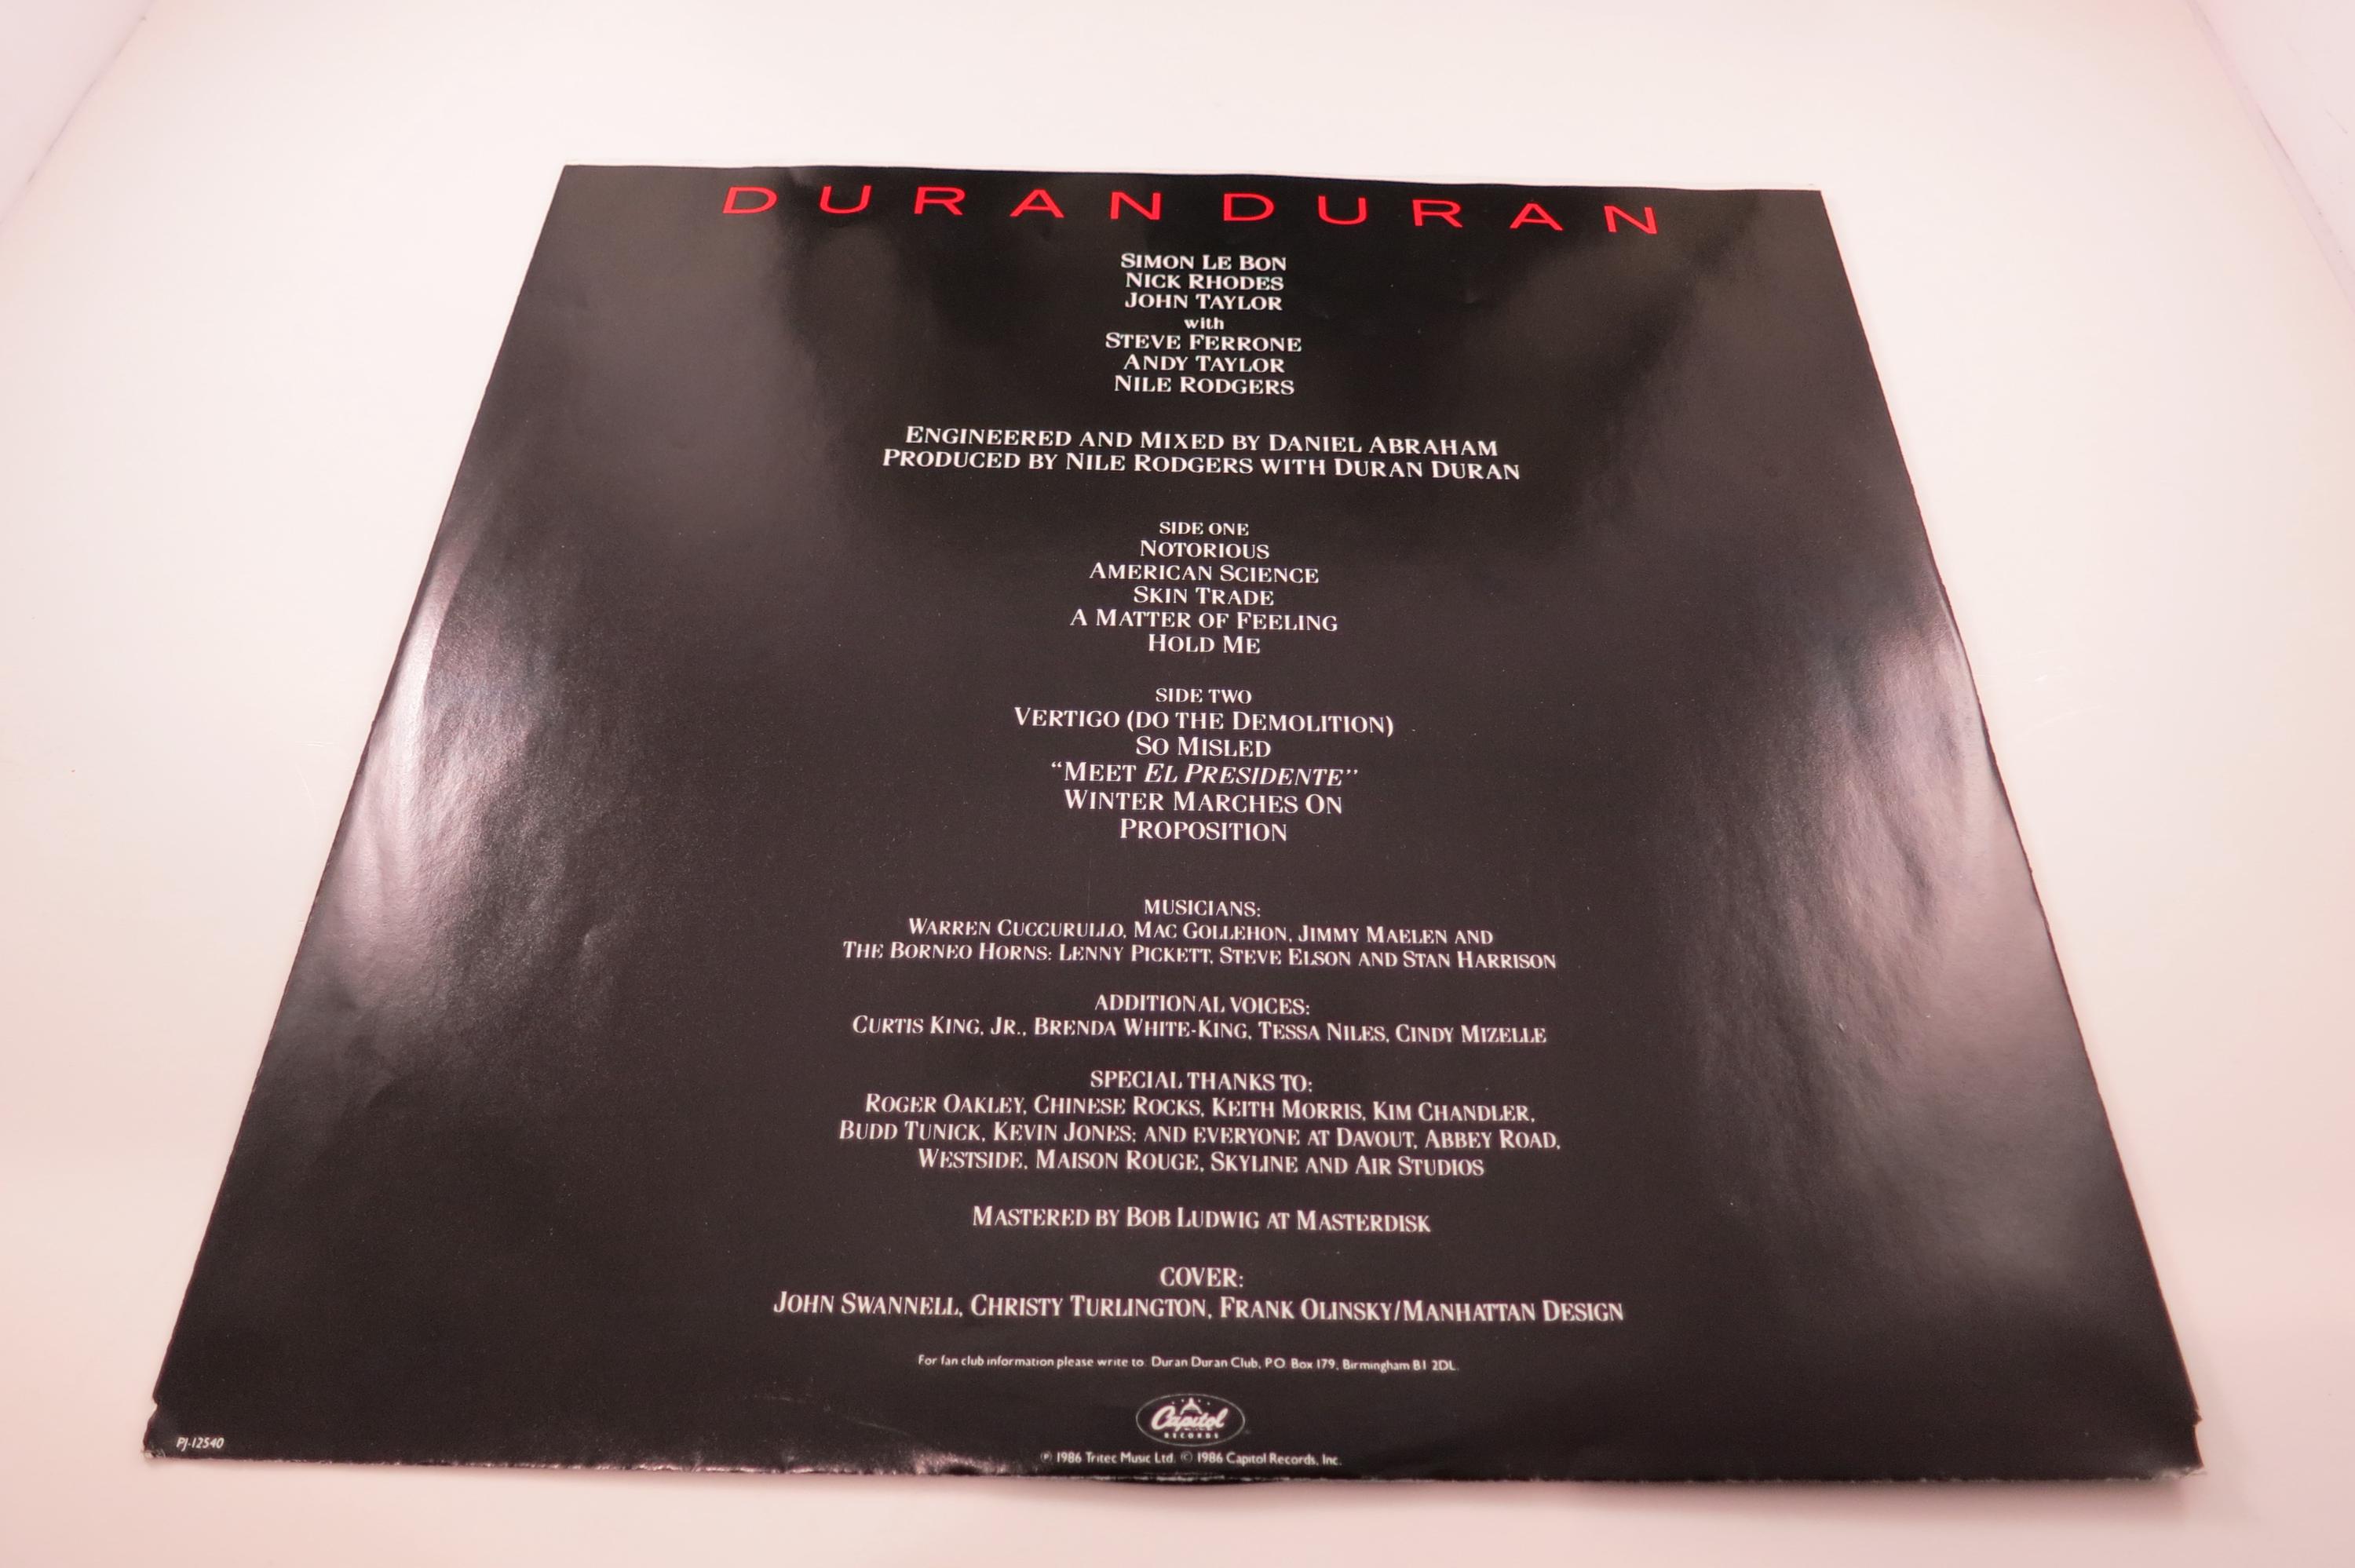 DURAN DURAN
SIMON LE BON
NICK RHODES
JOHN TAYLOR
with
STEVE FERRONE
ANDY TAYLOR
NILE RODGERS
ENGINEERED AND MIXED BY DANIEL ABRAHAM
PRODUCED BY NILE RODGERS WITH DURAN DURAN
SIDE ONE
NOTORIOUS
AMERICAN SCIENCE
SKIN TRADE
A MATTER OF FEELING
HOLD ME
SIDE TWO
VERTIGO (DO THE DEMOLITION)
SO MISLED
“MEET EL PRESIDENTE”
WINTER MARCHES ON
PROPOSITION
MUSICIANS:
WARREN CUCCURULLO, MAC GOLLEHON, JIMMY MAELEN AND
THE BORNEO HORNS: LENNY PICKETT, STEVE ELSON AND STAN HARRISON
ADDITIONAL VOICES:
CURTIS KING, JR., BRENDA WHITE-KING, TESSA NILES, CINDY MIZELLE
SPECIAL THANKS TO:
ROGER OAKLEY, CHINESE ROCKS, KEITH MORRIS, KIM CHANDLER,
BUDD TUNICK, KEVIN JONES; AND EVERYONE AT DAVOUT, ABBEY ROAD,
WESTSIDE, MAISON ROUGE, SKYLINE AND AIR STUDIOS
MASTERED BY BOB LUDWIG AT MASTERDISK
COVER:
JOHN SWANNELL, CHRISTY TURLINGTON, FRANK OLINSKY/MANHATTAN DESIGN
For fan club information please write to: Duran Duran Club, P.O. Box 179, Birmingham B1 2DL.
Capitol
RECORDS
PJ-12540
℗ 1986 Tritec Music Ltd. © 1986 Capitol Records, Inc.